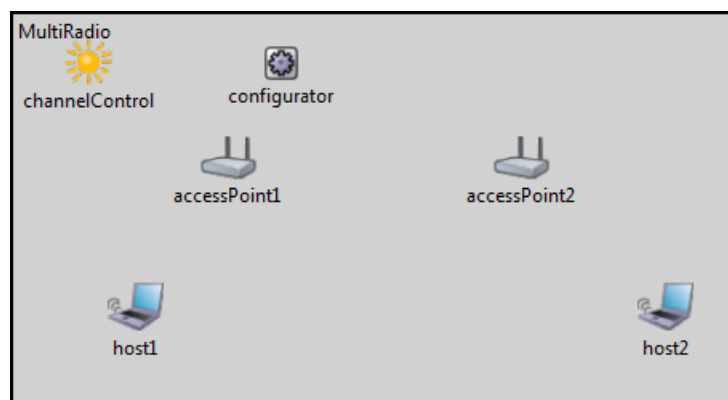 MultiRadio
channelControl
configurator
accessPoint1
accessPoint2
host1
host2